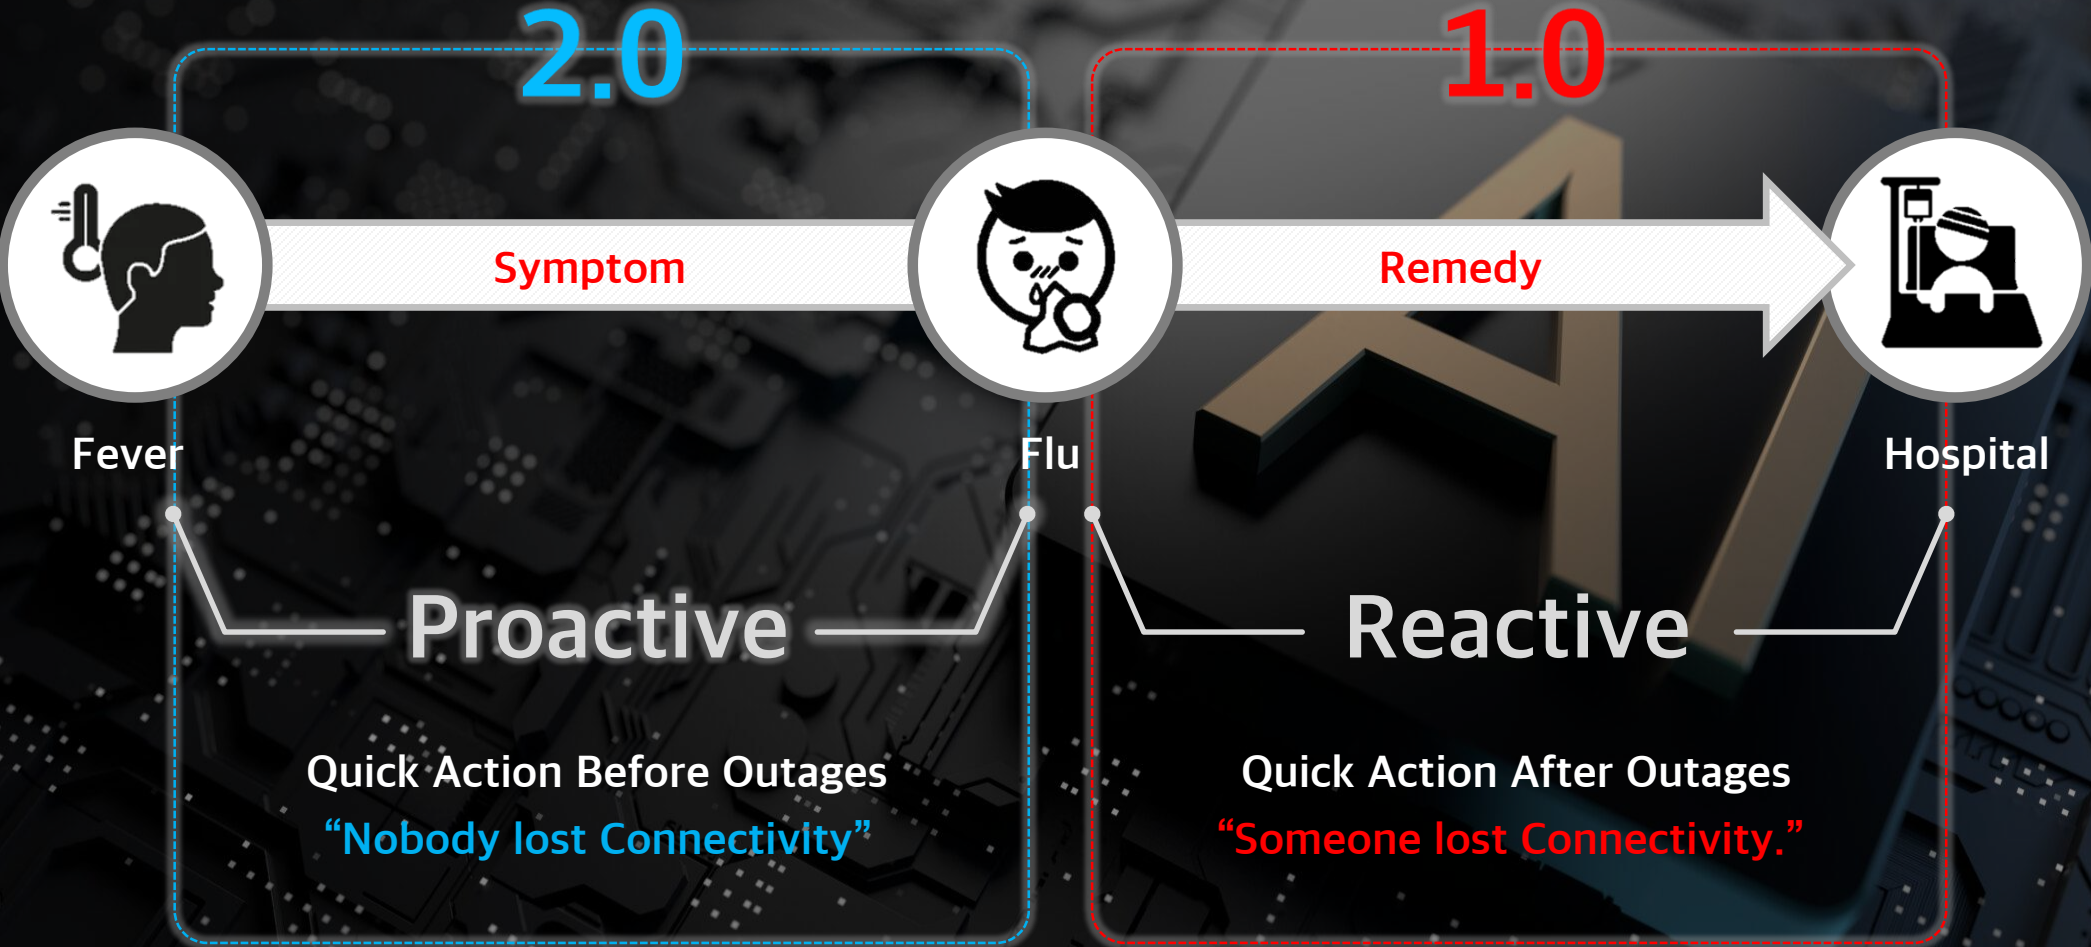 2.0
1.0
Symptom
Remedy
Fever
Flu
Hospital
Proactive
Reactive
Quick Action Before Outages
“Nobody lost Connectivity”
Quick Action After Outages
“Someone lost Connectivity.”
AI